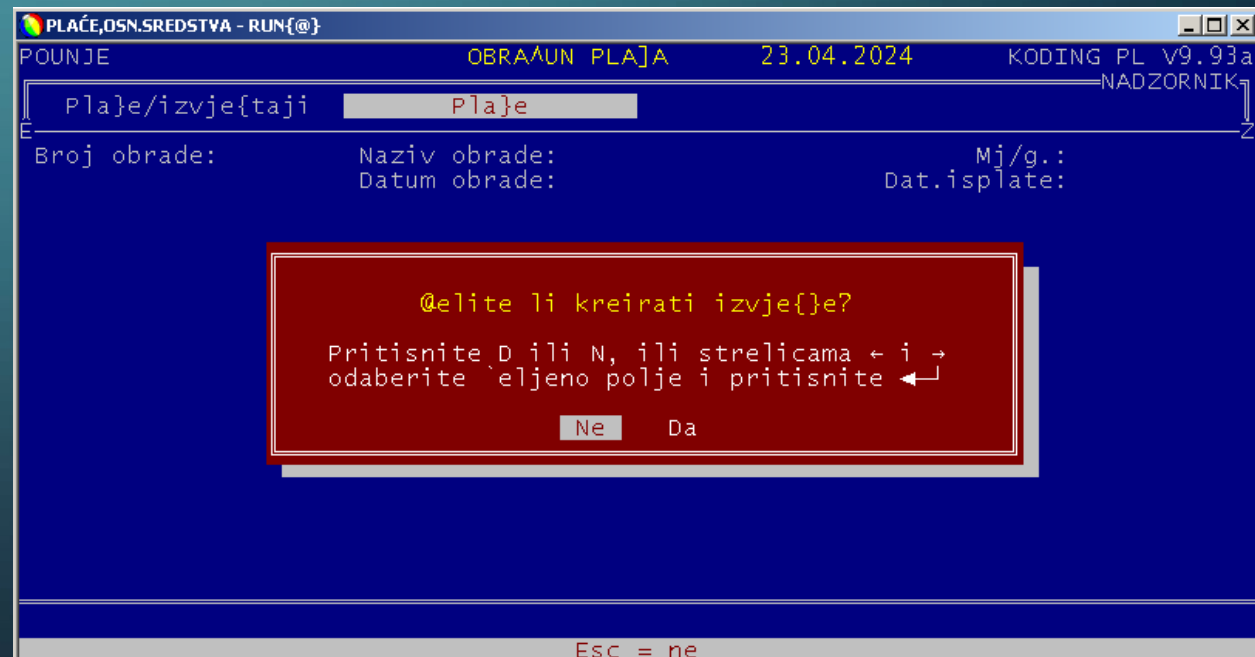 PLAĆE,OSN.SREDSTVA - RUN{@}
POUNJE OBRA^UN PLA]A 23.04.2024 KODING PL v9.93a
NADZORNIK
Pla}e/izvje{taji Pla}e
E Z
Broj obrade: Naziv obrade: Mj/g.:
Datum obrade: Dat.isplate:
@elite li kreirati izvje{}e?
Pritisnite D ili N, ili strelicama ← i →
odaberite `eljeno polje i pritisnite ◄┘
Ne Da
Esc = ne